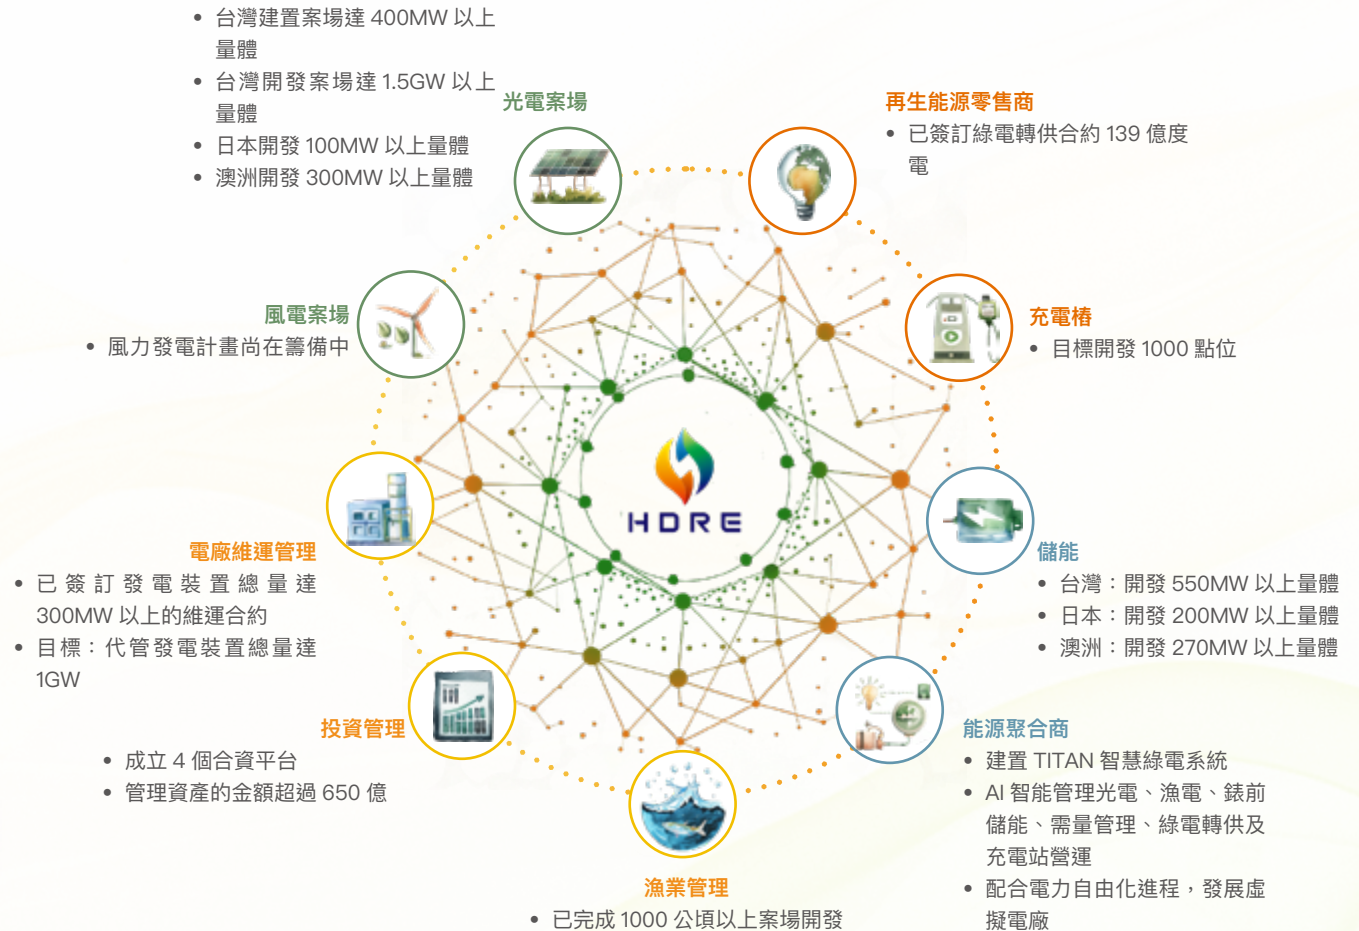 • 台灣建置案場達 400MW 以上
量體
• 台灣開發案場達 1.5GW 以上
量體
• 日本開發 100MW 以上量體
• 澳洲開發 300MW 以上量體
光電案場
再生能源零售商
• 已簽訂綠電轉供合約 139 億度
電
風電案場
• 風力發電計畫尚在籌備中
充電樁
• 目標開發 1000 點位
HDRE
電廠維運管理
• 已簽訂發電裝置總量達
300MW 以上的維運合約
• 目標：代管發電裝置總量達
1GW
儲能
• 台灣：開發 550MW 以上量體
• 日本：開發 200MW 以上量體
• 澳洲：開發 270MW 以上量體
投資管理
• 成立 4 個合資平台
• 管理資產的金額超過 650 億
能源聚合商
• 建置 TITAN 智慧綠電系統
• AI 智能管理光電、漁電、錶前
儲能、需量管理、綠電轉供及
充電站營運
• 配合電力自由化進程，發展虛
擬電廠
漁業管理
• 已完成 1000 公頃以上案場開發